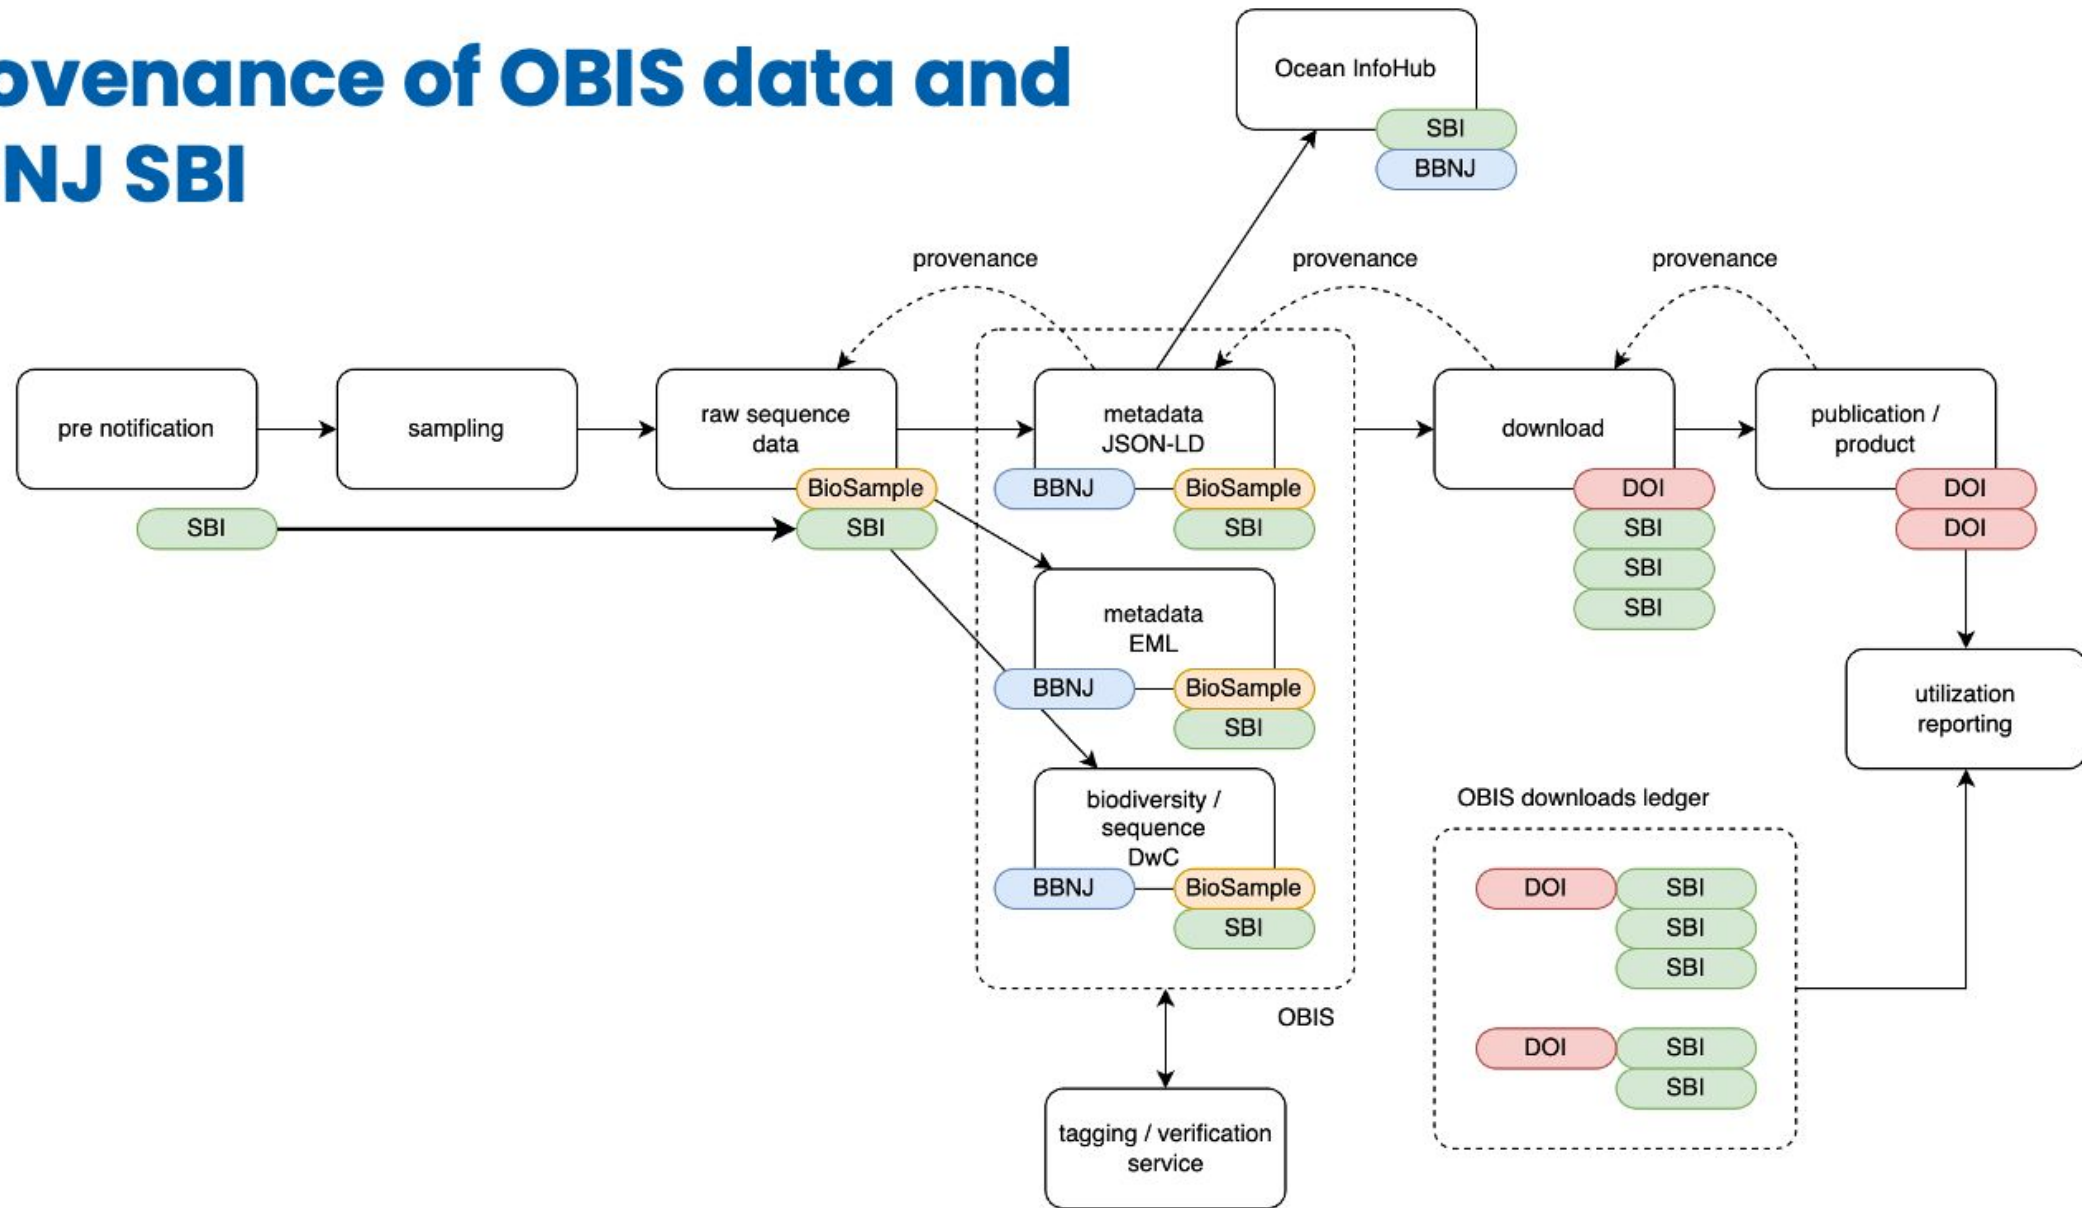 ovenance of OBIS data and
NJ SBI
Ocean InfoHub
SBI
BBNJ
provenance
provenance
provenance
pre notification
sampling
raw sequence
data
BioSample
SBI
SBI
metadata
JSON-LD
BBNJ
BioSample
SBI
metadata
EML
BBNJ
BioSample
SBI
biodiversity /
sequence
DwC
BBNJ
BioSample
SBI
OBIS
tagging / verification
service
download
DOI
SBI
SBI
SBI
publication /
product
DOI
DOI
utilization
reporting
OBIS downloads ledger
DOI
SBI
SBI
SBI
DOI
SBI
SBI